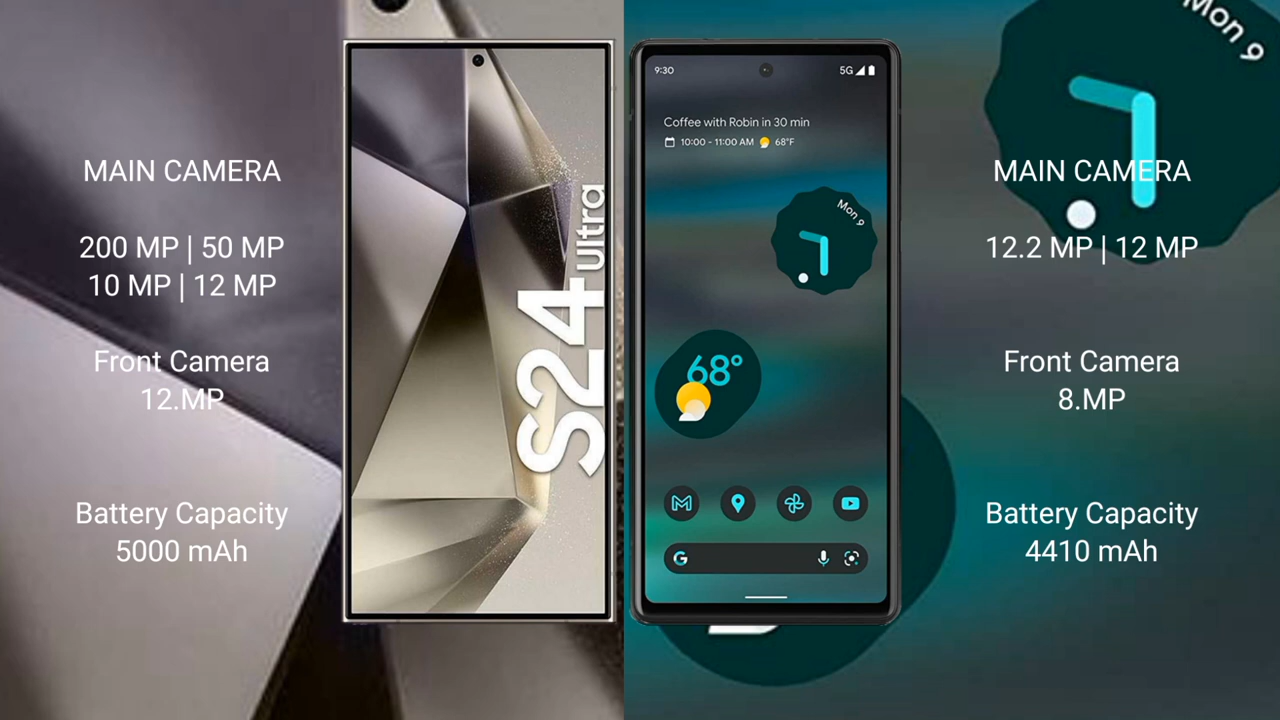 MAIN CAMERA
200 MP | 50 MP
10 MP | 12 MP
Front Camera
12.MP
Battery Capacity
5000 mAh
S24 Ultra
9:30
5G
Coffee with Robin in 30 min
10:00 - 11:00 AM 68°F
Mon 9
68°
G
Mon 9
MAIN CAMERA
12.2 MP | 12 MP
Front Camera
8.MP
Battery Capacity
4410 mAh